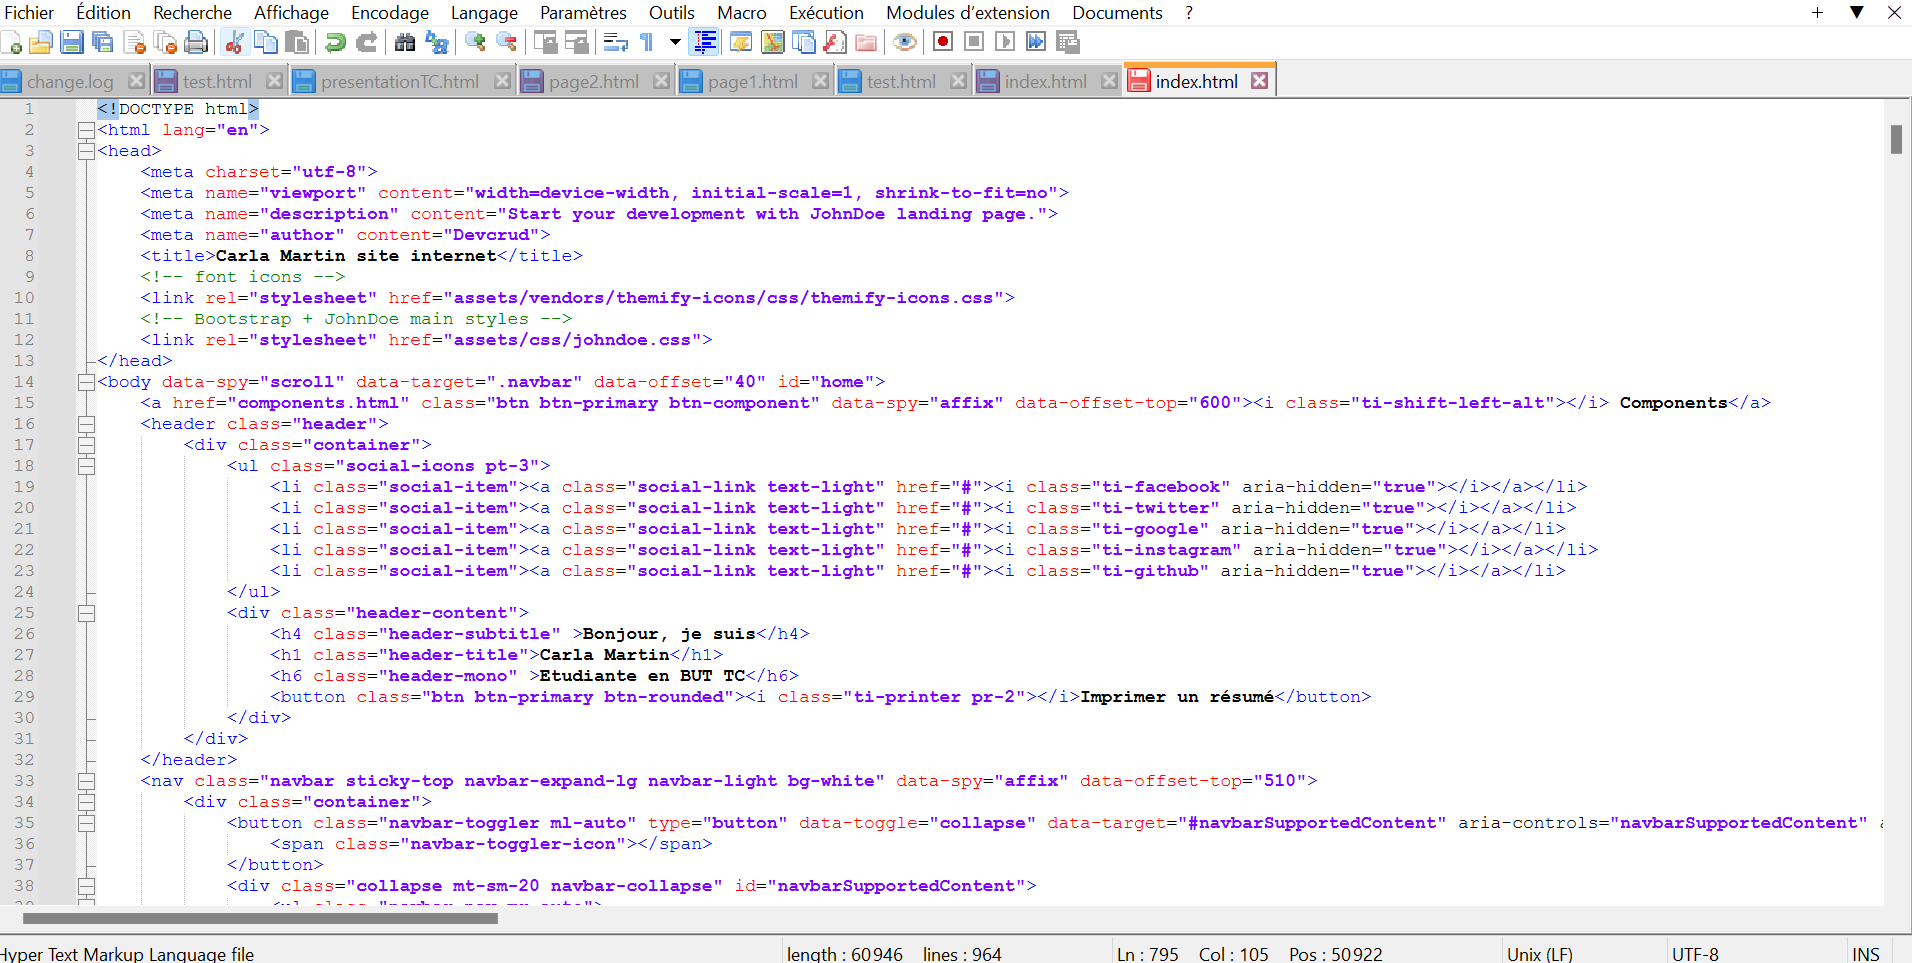 Fichier Édition Recherche Affichage Encodage Langage Paramètres Outils Macro Exécution Modules d'extension Documents ?
change.log test.html presentationTC.html page2.html page1.html test.html index.html index.html
1 <!DOCTYPE html>
2 <html lang="en">
3 <head>
4 <meta charset="utf-8">
5 <meta name="viewport" content="width=device-width, initial-scale=1, shrink-to-fit=no">
6 <meta name="description" content="Start your development with JohnDoe landing page.">
7 <meta name="author" content="Devcrud">
8 <title>Carla Martin site internet</title>
9 <!-- font icons -->
10 <link rel="stylesheet" href="assets/vendors/themify-icons/css/themify-icons.css">
11 <!-- Bootstrap + JohnDoe main styles -->
12 <link rel="stylesheet" href="assets/css/johndoe.css">
13 </head>
14 <body data-spy="scroll" data-target=".navbar" data-offset="40" id="home">
15 <a href="components.html" class="btn btn-primary btn-component" data-spy="affix" data-offset-top="600"><i class="ti-shift-left-alt"></i> Components</a>
16 <header class="header">
17 <div class="container">
18 <ul class="social-icons pt-3">
19 <li class="social-item"><a class="social-link text-light" href="#"><i class="ti-facebook" aria-hidden="true"></i></a></li>
20 <li class="social-item"><a class="social-link text-light" href="#"><i class="ti-twitter" aria-hidden="true"></i></a></li>
21 <li class="social-item"><a class="social-link text-light" href="#"><i class="ti-google" aria-hidden="true"></i></a></li>
22 <li class="social-item"><a class="social-link text-light" href="#"><i class="ti-instagram" aria-hidden="true"></i></a></li>
23 <li class="social-item"><a class="social-link text-light" href="#"><i class="ti-github" aria-hidden="true"></i></a></li>
24 </ul>
25 <div class="header-content">
26 <h4 class="header-subtitle" >Bonjour, je suis</h4>
27 <h1 class="header-title">Carla Martin</h1>
28 <h6 class="header-mono" >Etudiante en BUT TC</h6>
29 <button class="btn btn-primary btn-rounded"><i class="ti-printer pr-2"></i>Imprimer un résumé</button>
30 </div>
31 </div>
32 </header>
33 <nav class="navbar sticky-top navbar-expand-lg navbar-light bg-white" data-spy="affix" data-offset-top="510">
34 <div class="container">
35 <button class="navbar-toggler ml-auto" type="button" data-toggle="collapse" data-target="#navbarSupportedContent" aria-controls="navbarSupportedContent"
36 <span class="navbar-toggler-icon"></span>
37 </button>
38 <div class="collapse mt-sm-20 navbar-collapse" id="navbarSupportedContent">
Hyper Text Markup Language file length : 60946 lines : 964 Ln : 795 Col : 105 Pos : 50922 Unix (LF) UTF-8 INS